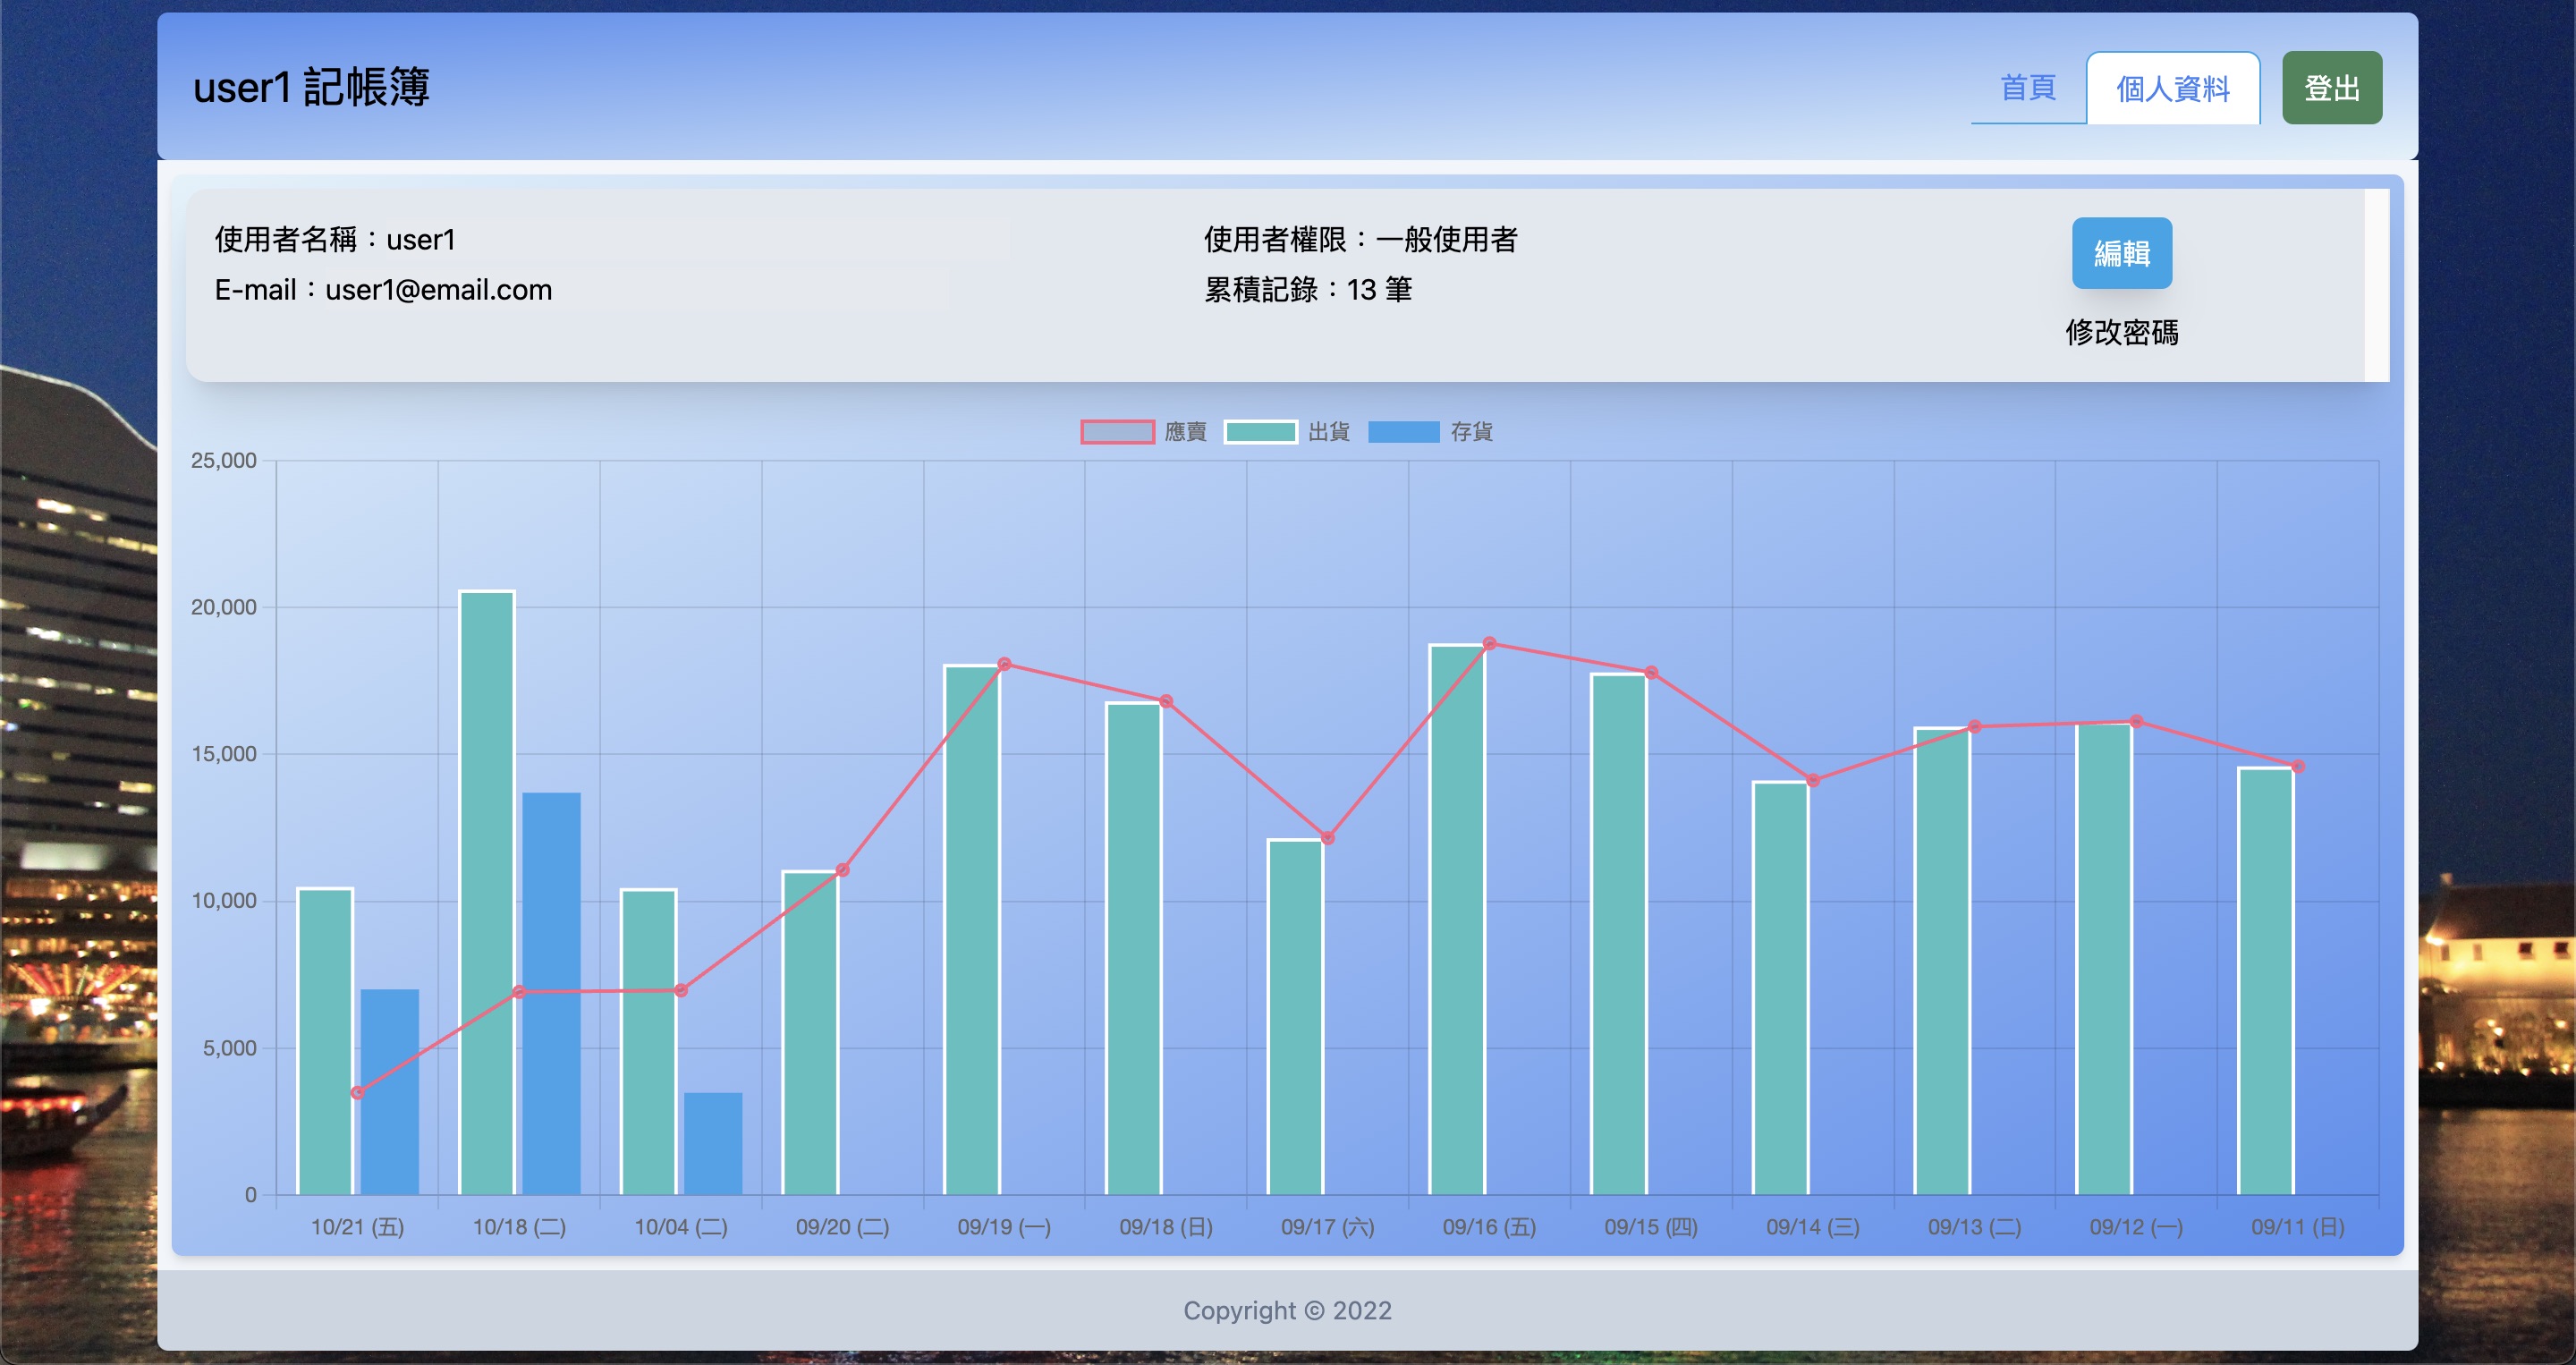 user1 記帳簿
首頁 個人資料 登出
使用者名稱：user1
E-mail：user1@email.com
使用者權限：一般使用者
累積記錄：13 筆
編輯
修改密碼
應賣 出貨 存貨
25,000
20,000
15,000
10,000
5,000
0
10/21 (五) 10/18 (二) 10/04 (二) 09/20 (二) 09/19 (一) 09/18 (日) 09/17 (六) 09/16 (五) 09/15 (四) 09/14 (三) 09/13 (二) 09/12 (一) 09/11 (日)
Copyright © 2022